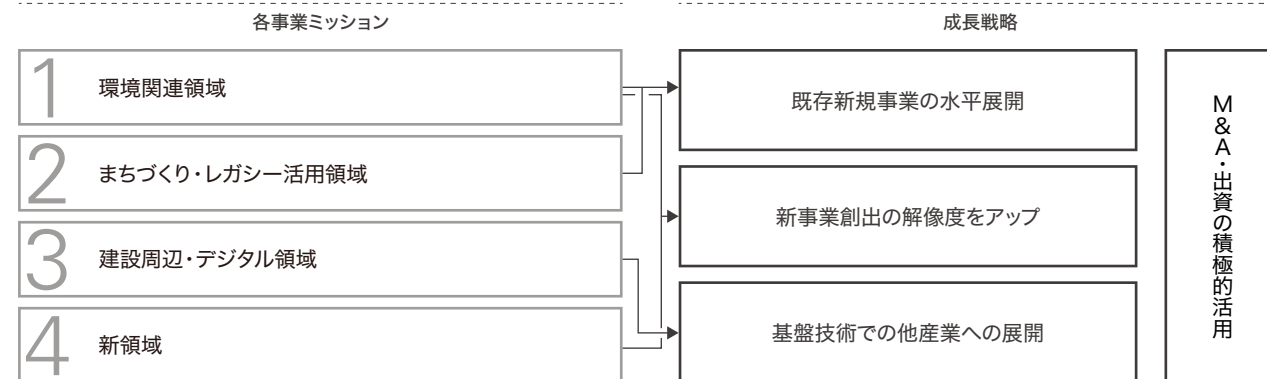 各事業ミッション
成長戦略
1 環境関連領域
2 まちづくり・レガシー活用領域
3 建設周辺・デジタル領域
4 新領域
既存新規事業の水平展開
新事業創出の解像度をアップ
基盤技術での他産業への展開
M&A・出資の積極的活用